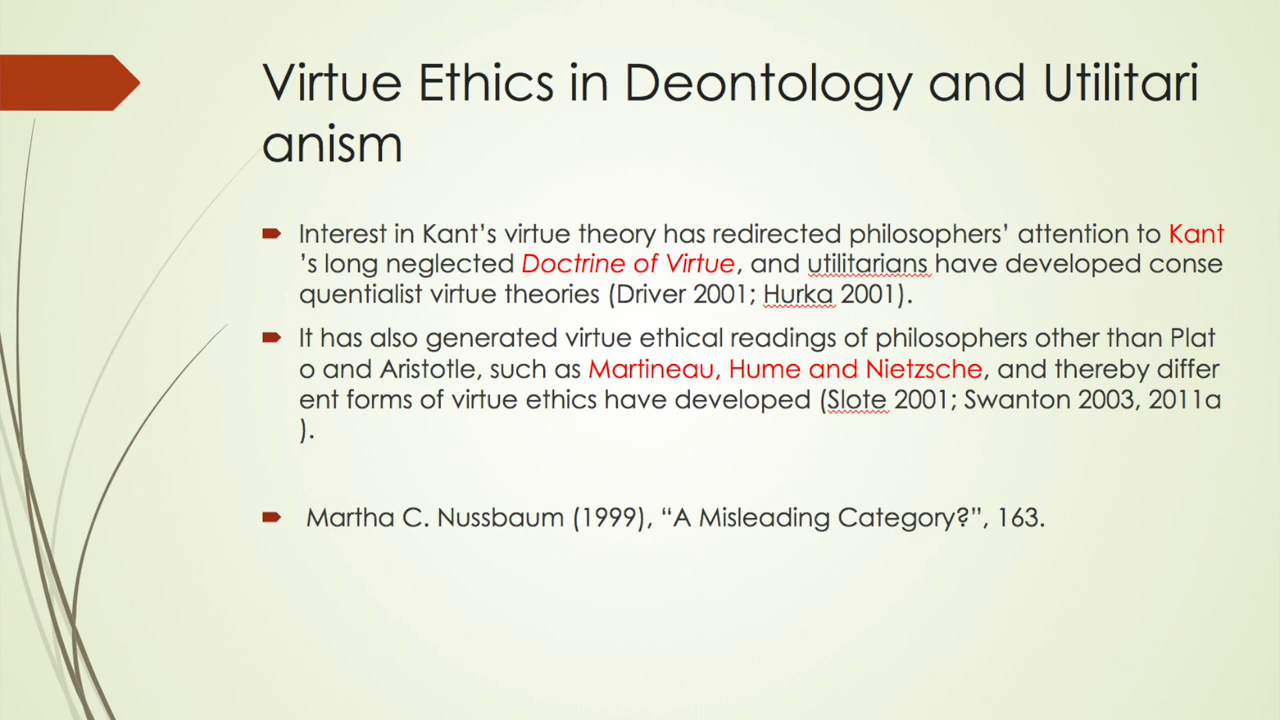 Virtue Ethics in Deontology and Utilitari
anism
Interest in Kant’s virtue theory has redirected philosophers’ attention to Kant
’s long neglected Doctrine of Virtue, and utilitarians have developed conse
quentialist virtue theories (Driver 2001; Hurka 2001).
It has also generated virtue ethical readings of philosophers other than Plat
o and Aristotle, such as Martineau, Hume and Nietzsche, and thereby differ
ent forms of virtue ethics have developed (Slote 2001; Swanton 2003, 2011a
).
Martha C. Nussbaum (1999), “A Misleading Category?”, 163.